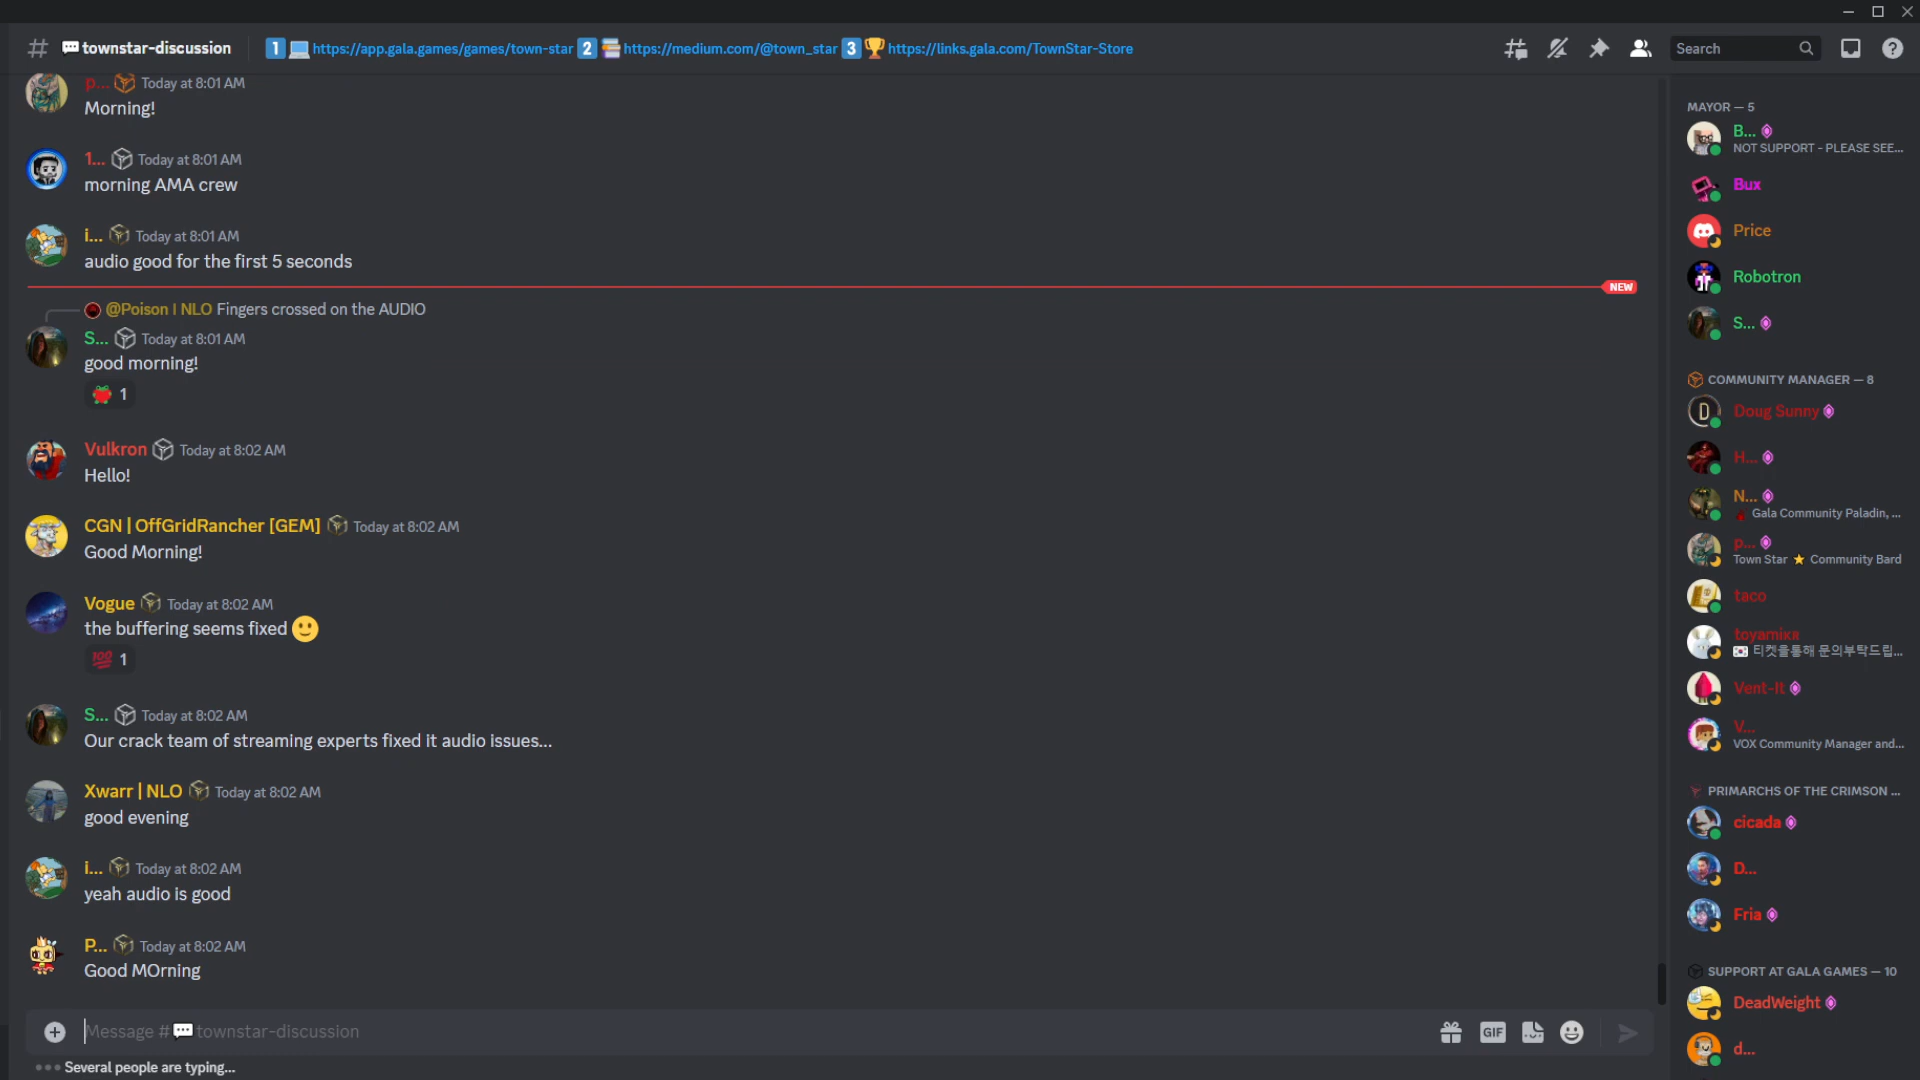 townstar-discussion
1 https://app.gala.games/games/town-star 2 https://medium.com/@town_star 3 https://links.gala.com/TownStar-Store
Search
p... Today at 8:01 AM
Morning!
1... Today at 8:01 AM
morning AMA crew
i... Today at 8:01 AM
audio good for the first 5 seconds
NEW
@Poison | NLO Fingers crossed on the AUDIO
S... Today at 8:01 AM
good morning!
1
Vulkron Today at 8:02 AM
Hello!
CGN | OffGridRancher [GEM] Today at 8:02 AM
Good Morning!
Vogue Today at 8:02 AM
the buffering seems fixed
100 1
S... Today at 8:02 AM
Our crack team of streaming experts fixed it audio issues...
Xwarr | NLO Today at 8:02 AM
good evening
i... Today at 8:02 AM
yeah audio is good
P... Today at 8:02 AM
Good MOrning
Message # townstar-discussion
GIF
Several people are typing...
MAYOR — 5
B...
NOT SUPPORT - PLEASE SEE...
Bux
Price
Robotron
S...
COMMUNITY MANAGER — 8
D
Doug Sunny
H...
N...
Gala Community Paladin, ...
p...
Town Star ⭐ Community Bard
taco
toyamikʀ
🇰🇷 티켓을통해 문의부탁드립...
Vent-It
V...
VOX Community Manager and...
PRIMARCHS OF THE CRIMSON ...
cicada
D...
Fria
SUPPORT AT GALA GAMES — 10
DeadWeight
d...